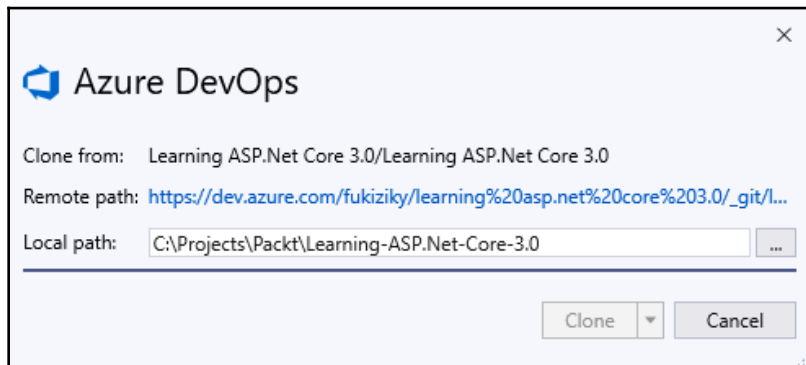 Azure DevOps
Clone from: Learning ASP.Net Core 3.0/Learning ASP.Net Core 3.0
Remote path: https://dev.azure.com/fukiziky/learning%20asp.net%20core%203.0/_git/l...
Local path: C:\Projects\Packt\Learning-ASP.Net-Core-3.0 ...
Clone Cancel